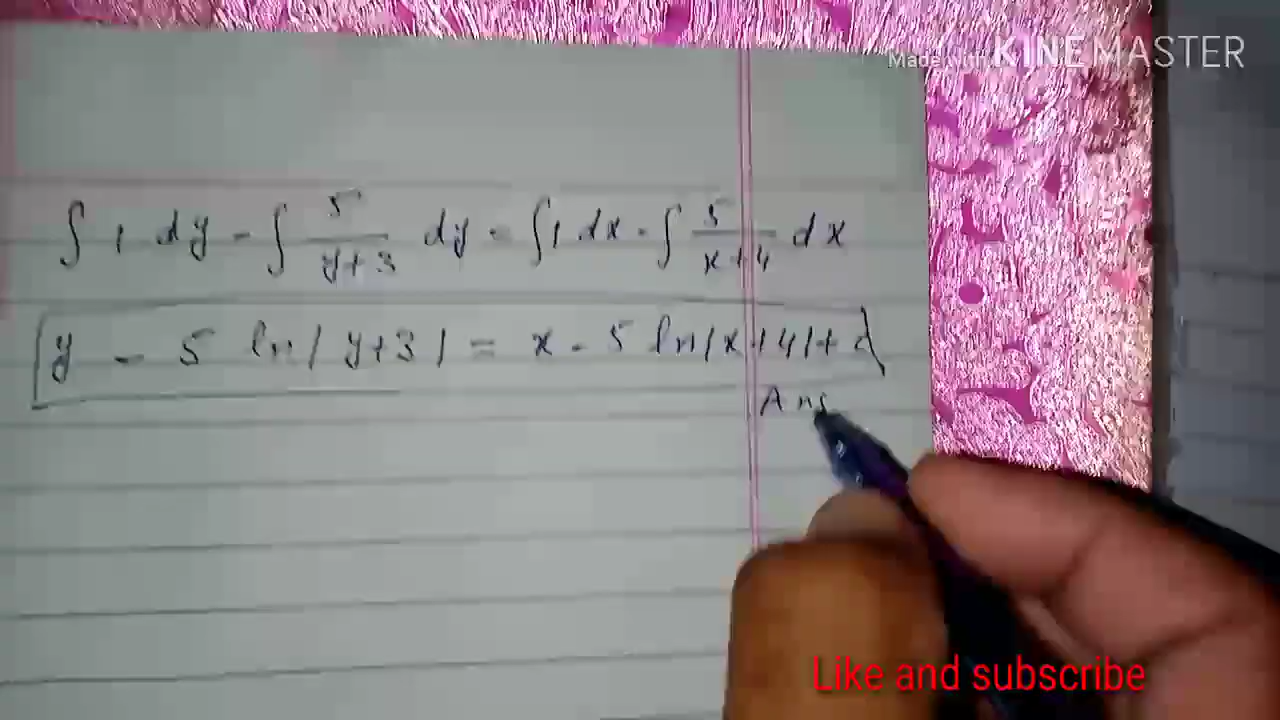 Made with KINEMASTER
∫ 1 dy - ∫ 5/(y+3) dy = ∫ 1 dx - ∫ 5/(x+4) dx
y - 5 ln|y+3| = x - 5 ln|x+4| + c
Ans
Like and subscribe